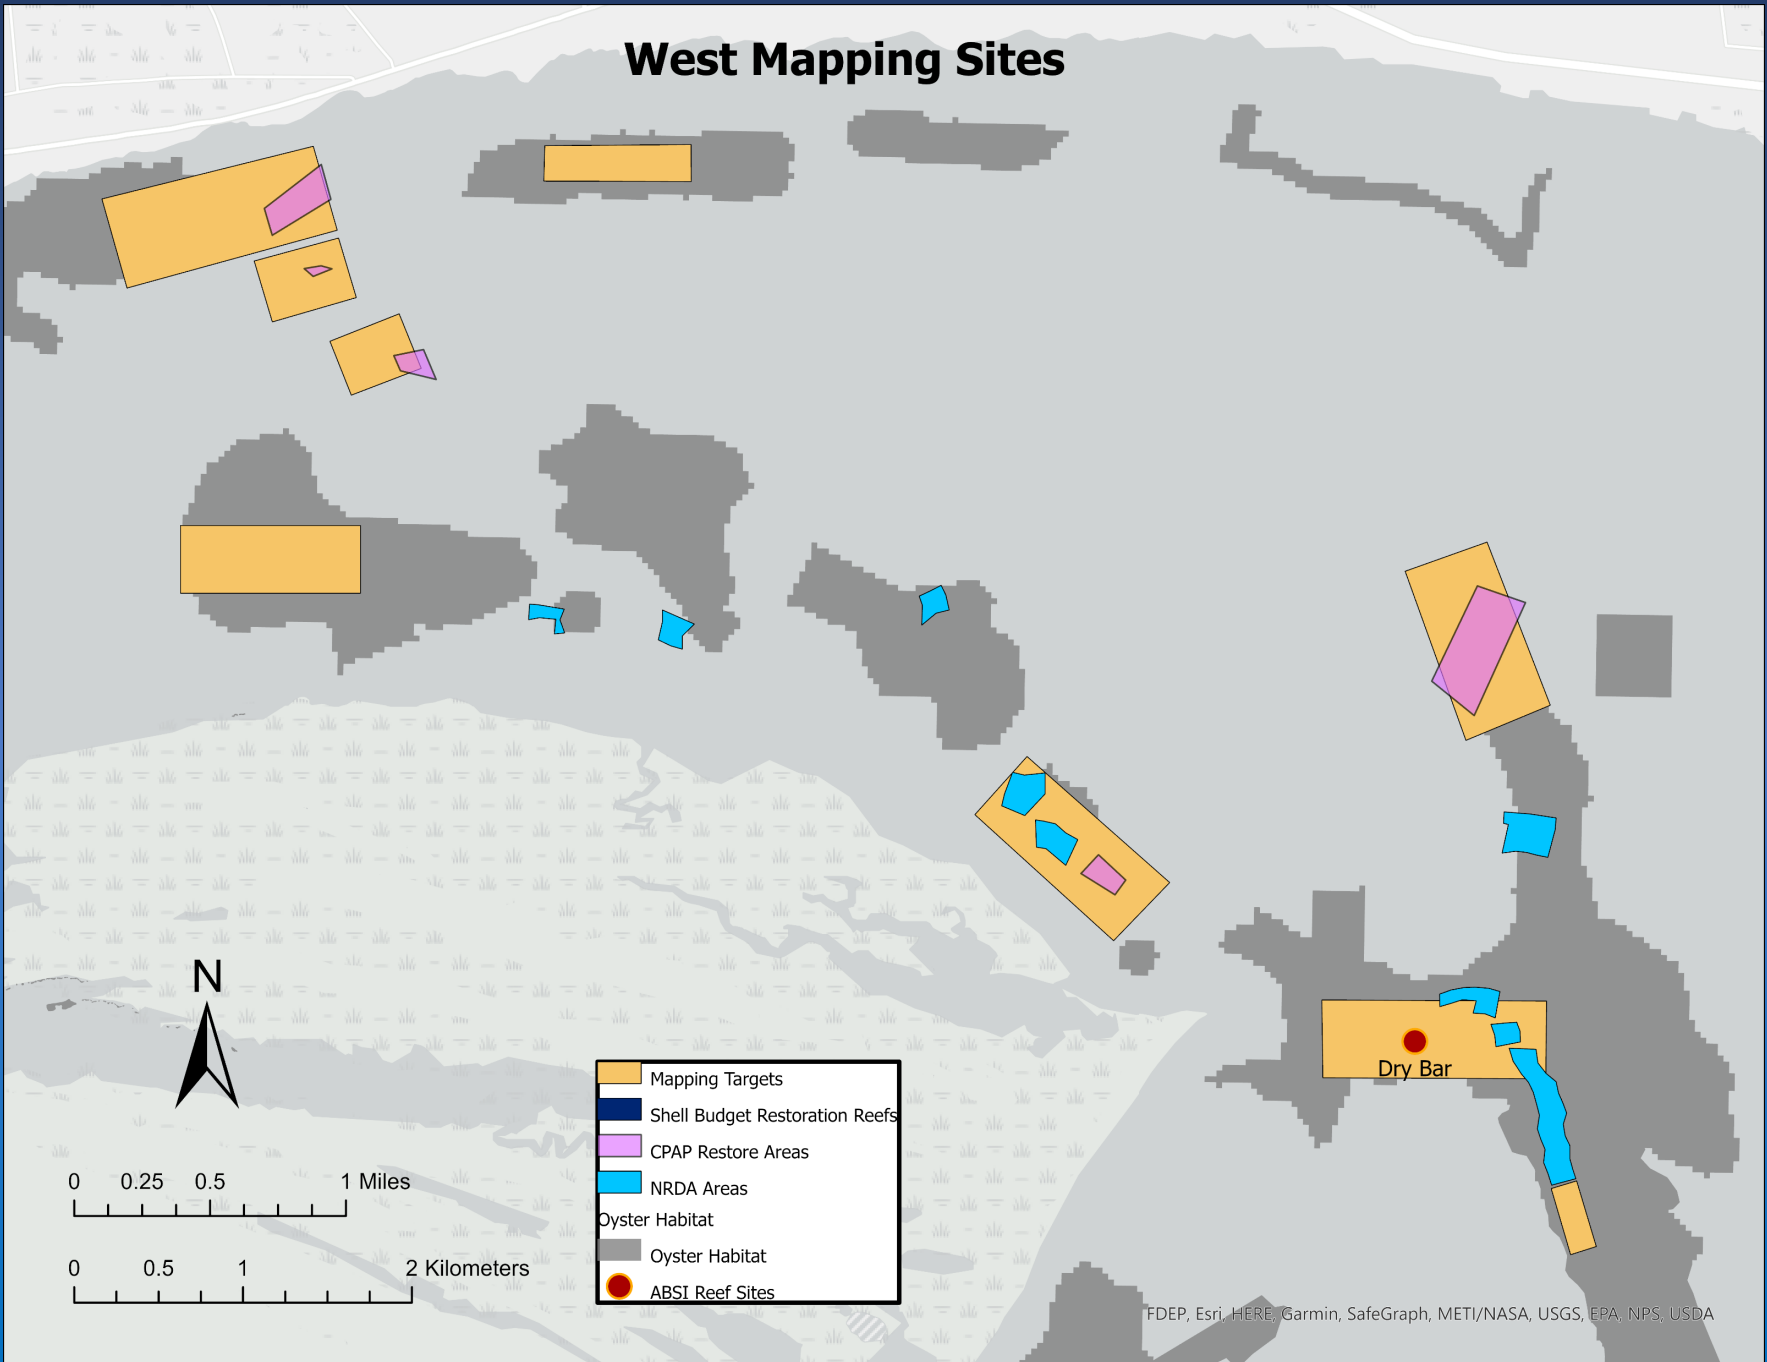 West Mapping Sites
Dry Bar
N
0 0.25 0.5 1 Miles
0 0.5 1 2 Kilometers
Mapping Targets
Shell Budget Restoration Reefs
CPAP Restore Areas
NRDA Areas
Oyster Habitat
Oyster Habitat
ABSI Reef Sites
FDEP, Esri, HERE, Garmin, SafeGraph, METI/NASA, USGS, EPA, NPS, USDA